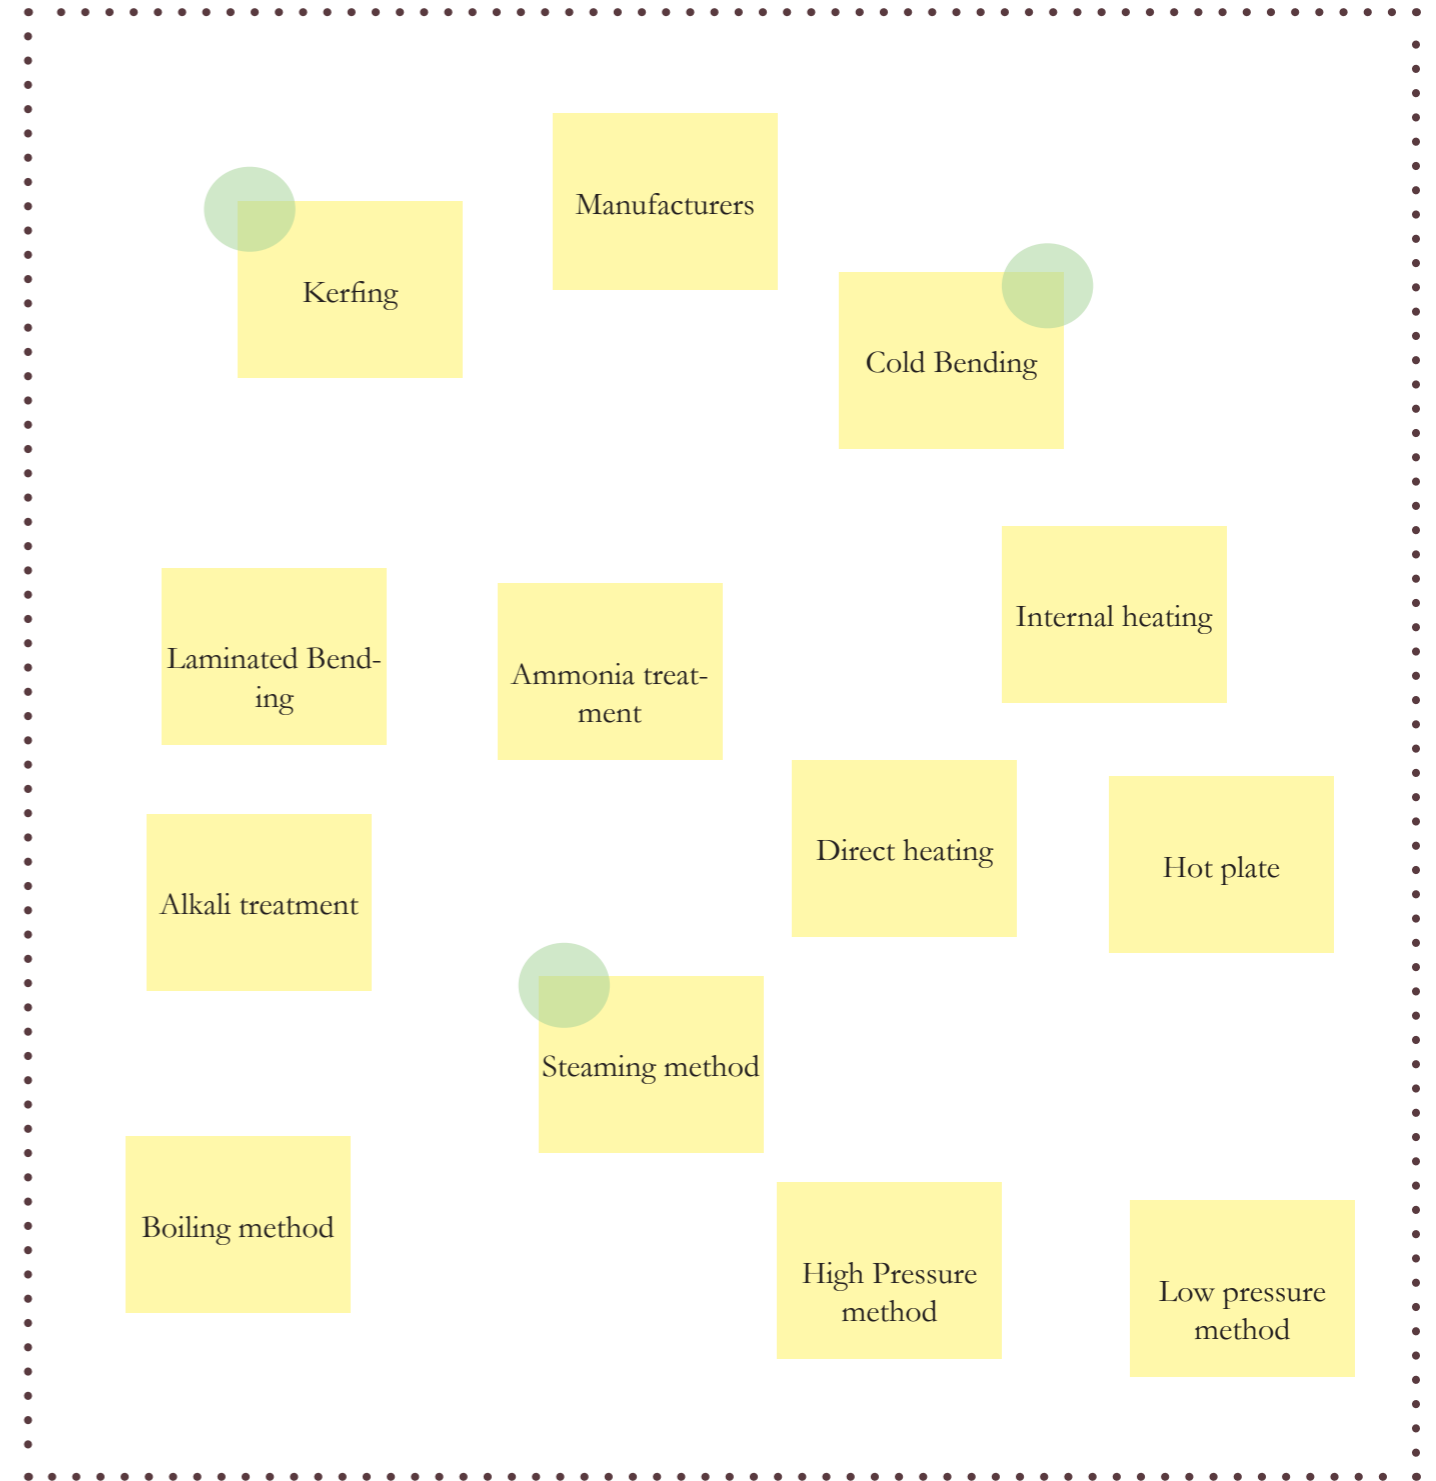 Manufacturers
Kerfing
Cold Bending
Internal heating
Laminated Bend-
ing
Ammonia treat-
ment
Direct heating
Hot plate
Alkali treatment
Steaming method
Boiling method
High Pressure
method
Low pressure
method